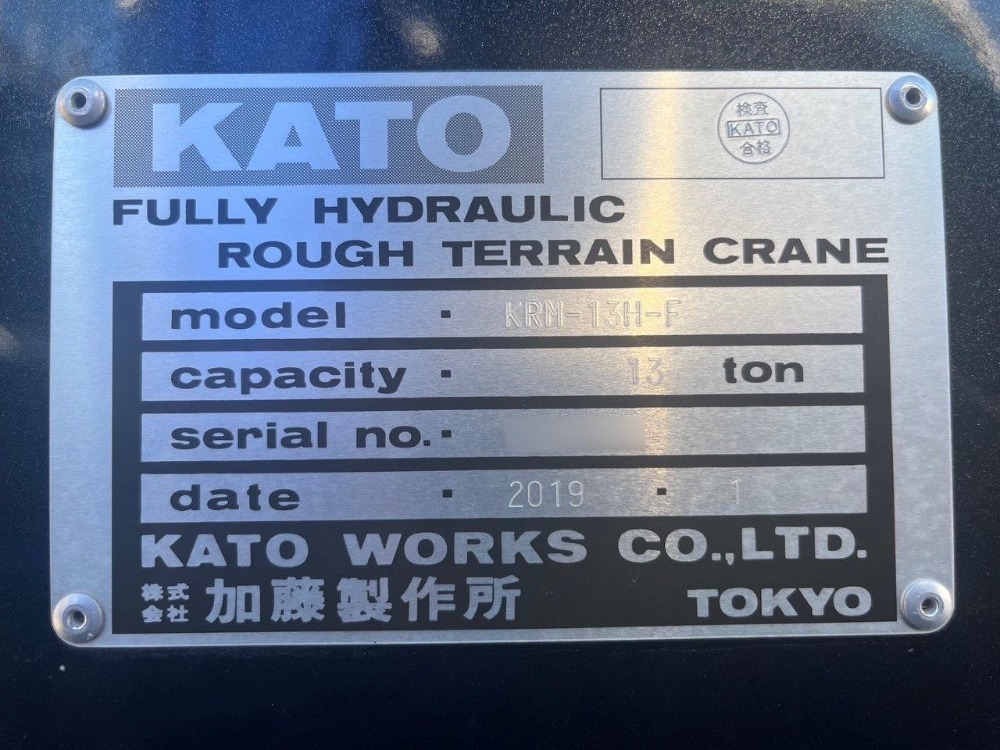 KATO
検査
KATO
合格
FULLY HYDRAULIC
ROUGH TERRAIN CRANE
model · KRM-13H-F
capacity · 13 ton
serial no. ·
date · 2019 · 1
KATO WORKS CO.,LTD.
株式会社 加藤製作所 TOKYO